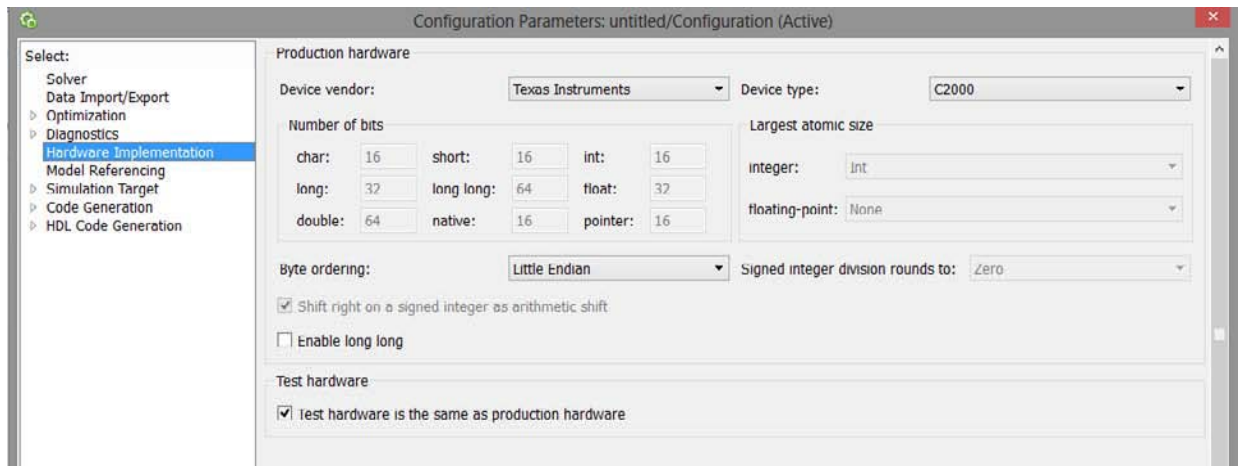 Configuration Parameters: untitled/Configuration (Active)
Select:
Solver
Data Import/Export
Optimization
Diagnostics
Hardware Implementation
Model Referencing
Simulation Target
Code Generation
HDL Code Generation
Production hardware
Device vendor: Texas Instruments Device type: C2000
Number of bits
char: 16 short: 16 int: 16
long: 32 long long: 64 float: 32
double: 64 native: 16 pointer: 16
Largest atomic size
integer: Int
floating-point: None
Byte ordering: Little Endian Signed integer division rounds to: Zero
Shift right on a signed integer as arithmetic shift
Enable long long
Test hardware
Test hardware is the same as production hardware